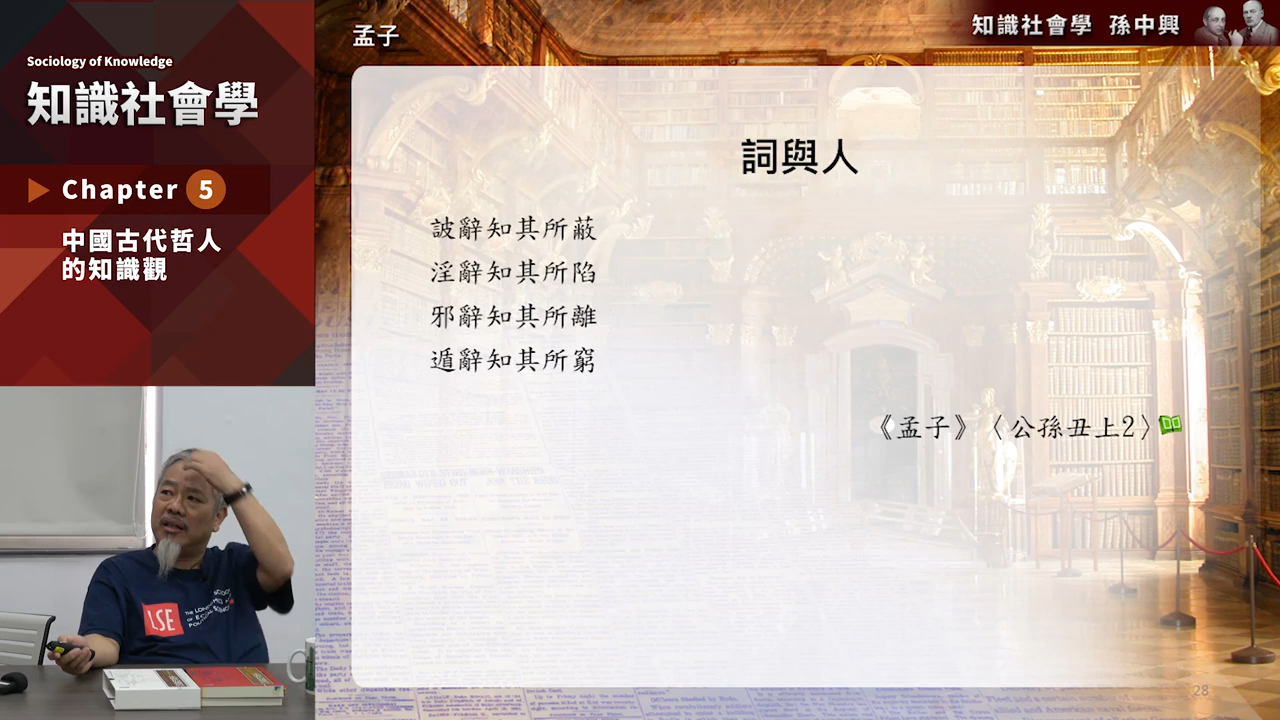 Sociology of Knowledge
知識社會學
Chapter 5
中國古代哲人
的知識觀
孟子
知識社會學 孫中興
詞與人
詖辭知其所蔽
淫辭知其所陷
邪辭知其所離
遁辭知其所窮
《孟子》〈公孫丑上2〉
28
LSE